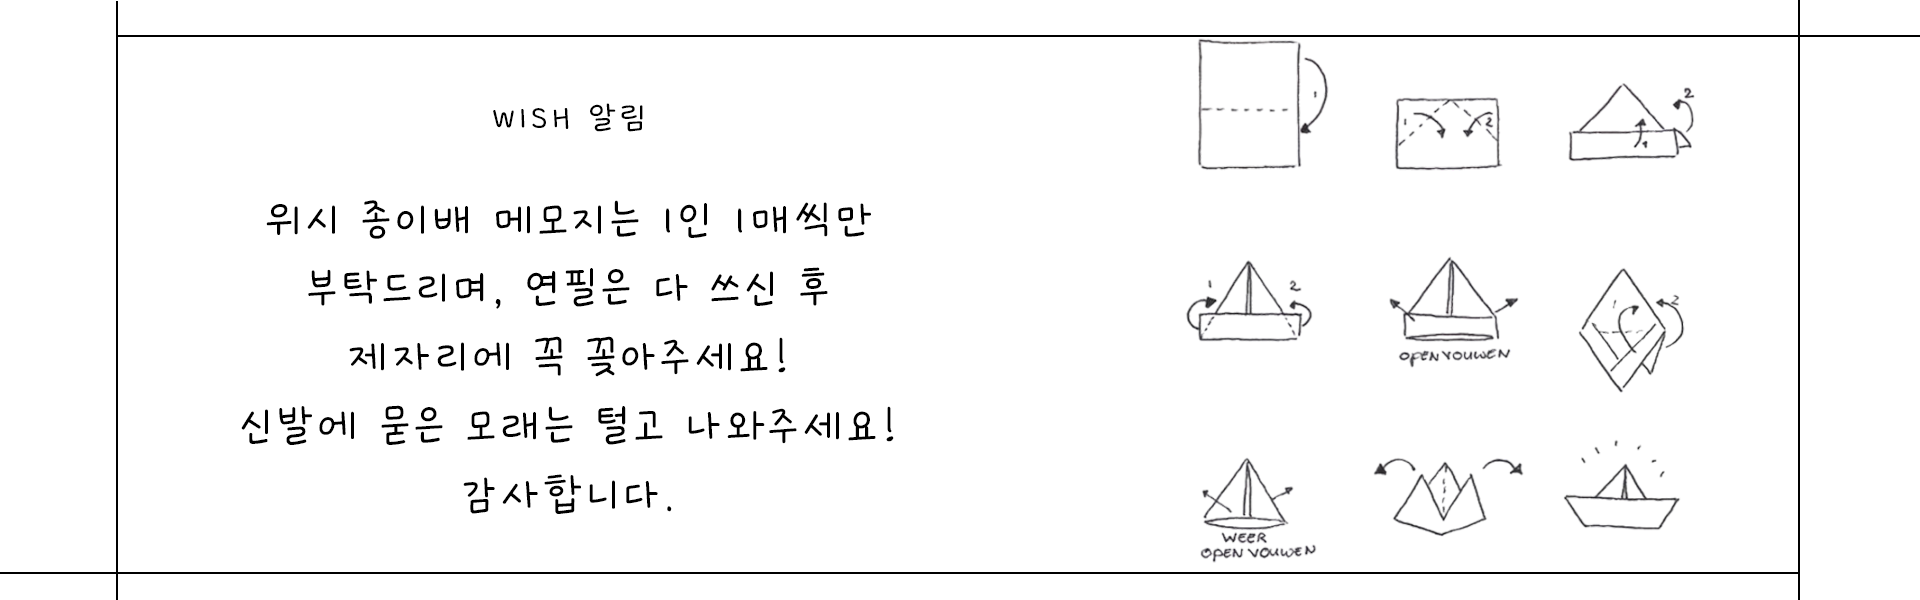 WISH 알림
위시 종이배 메모지는 1인 1매씩만
부탁드리며, 연필은 다 쓰신 후
제자리에 꼭 꽂아주세요!
신발에 묻은 모래는 털고 나와주세요!
감사합니다.
1
1 2
1 2
1 2
OPENVOUWEN
1 2
WEER
OPEN VOUWEN